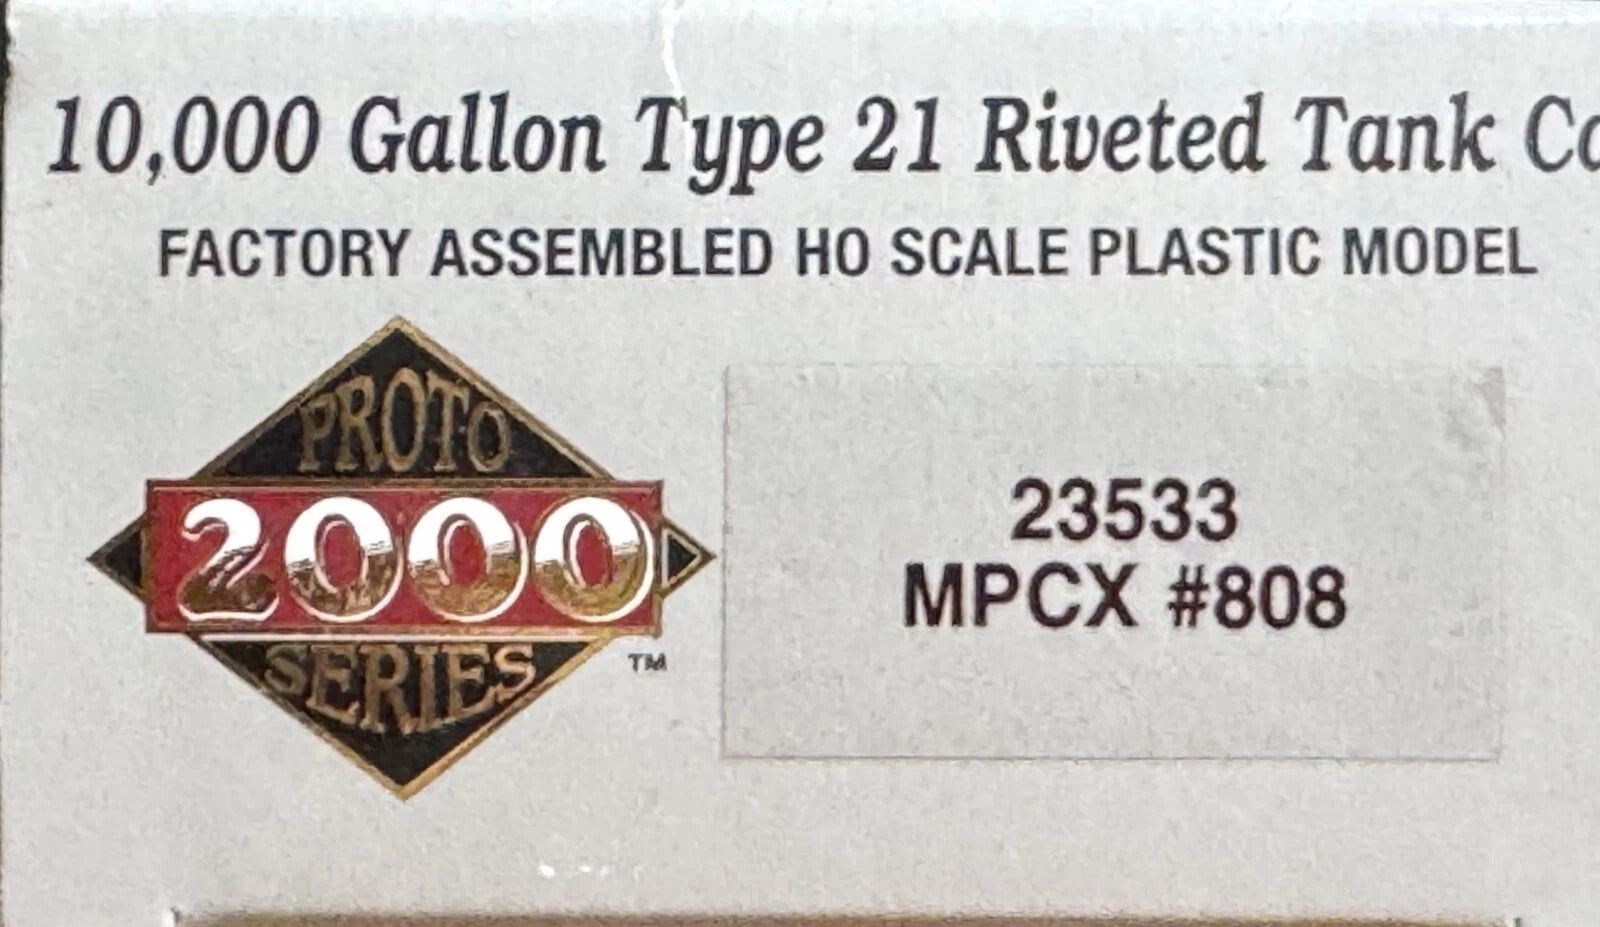 10,000 Gallon Type 21 Riveted Tank
FACTORY ASSEMBLED HO SCALE PLASTIC MODEL
PROTO
2000
SERIES
TM
23533
MPCX #808